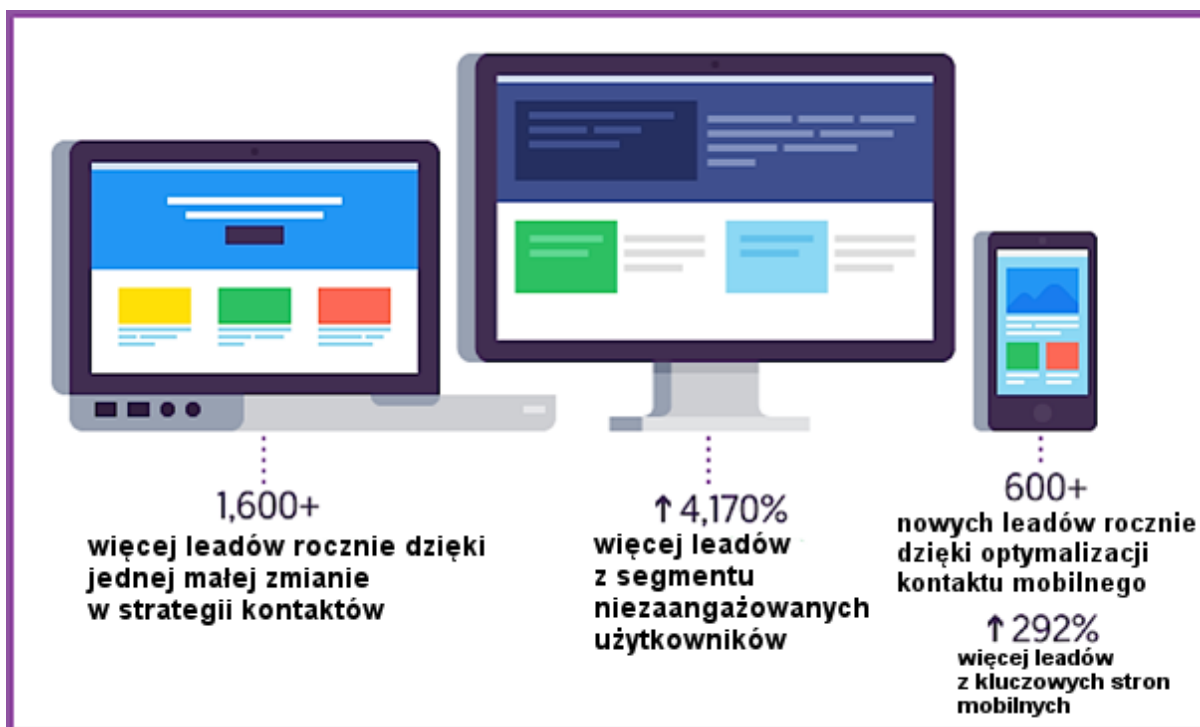 1,600+
więcej leadów rocznie dzięki
jednej małej zmianie
w strategii kontaktów
↑ 4,170%
więcej leadów
z segmentu
niezaangażowanych
użytkowników
600+
nowych leadów rocznie
dzięki optymalizacji
kontaktu mobilnego
↑ 292%
więcej leadów
z kluczowych stron
mobilnych